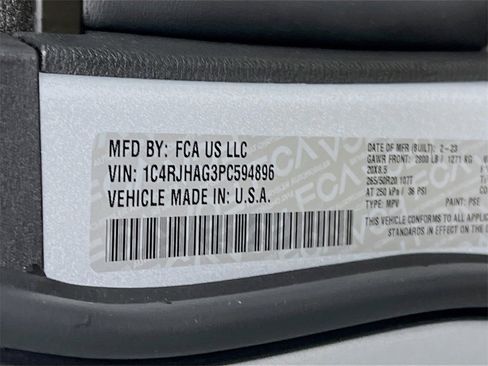 MFD BY: FCA US LLC
VIN: 1C4RJHAG3PC594896
VEHICLE MADE IN: U.S.A.
DATE OF MFR (BUILT): 2-23
GAWR FRONT: 2800 LB / 1271 KG
20X8.5
265/50R20 107T
AT 250 kPa / 36 PSI
TYPE: MPV PAINT: PSE
THIS VEHICLE CONFORMS TO ALL
STANDARDS IN EFFECT ON THE